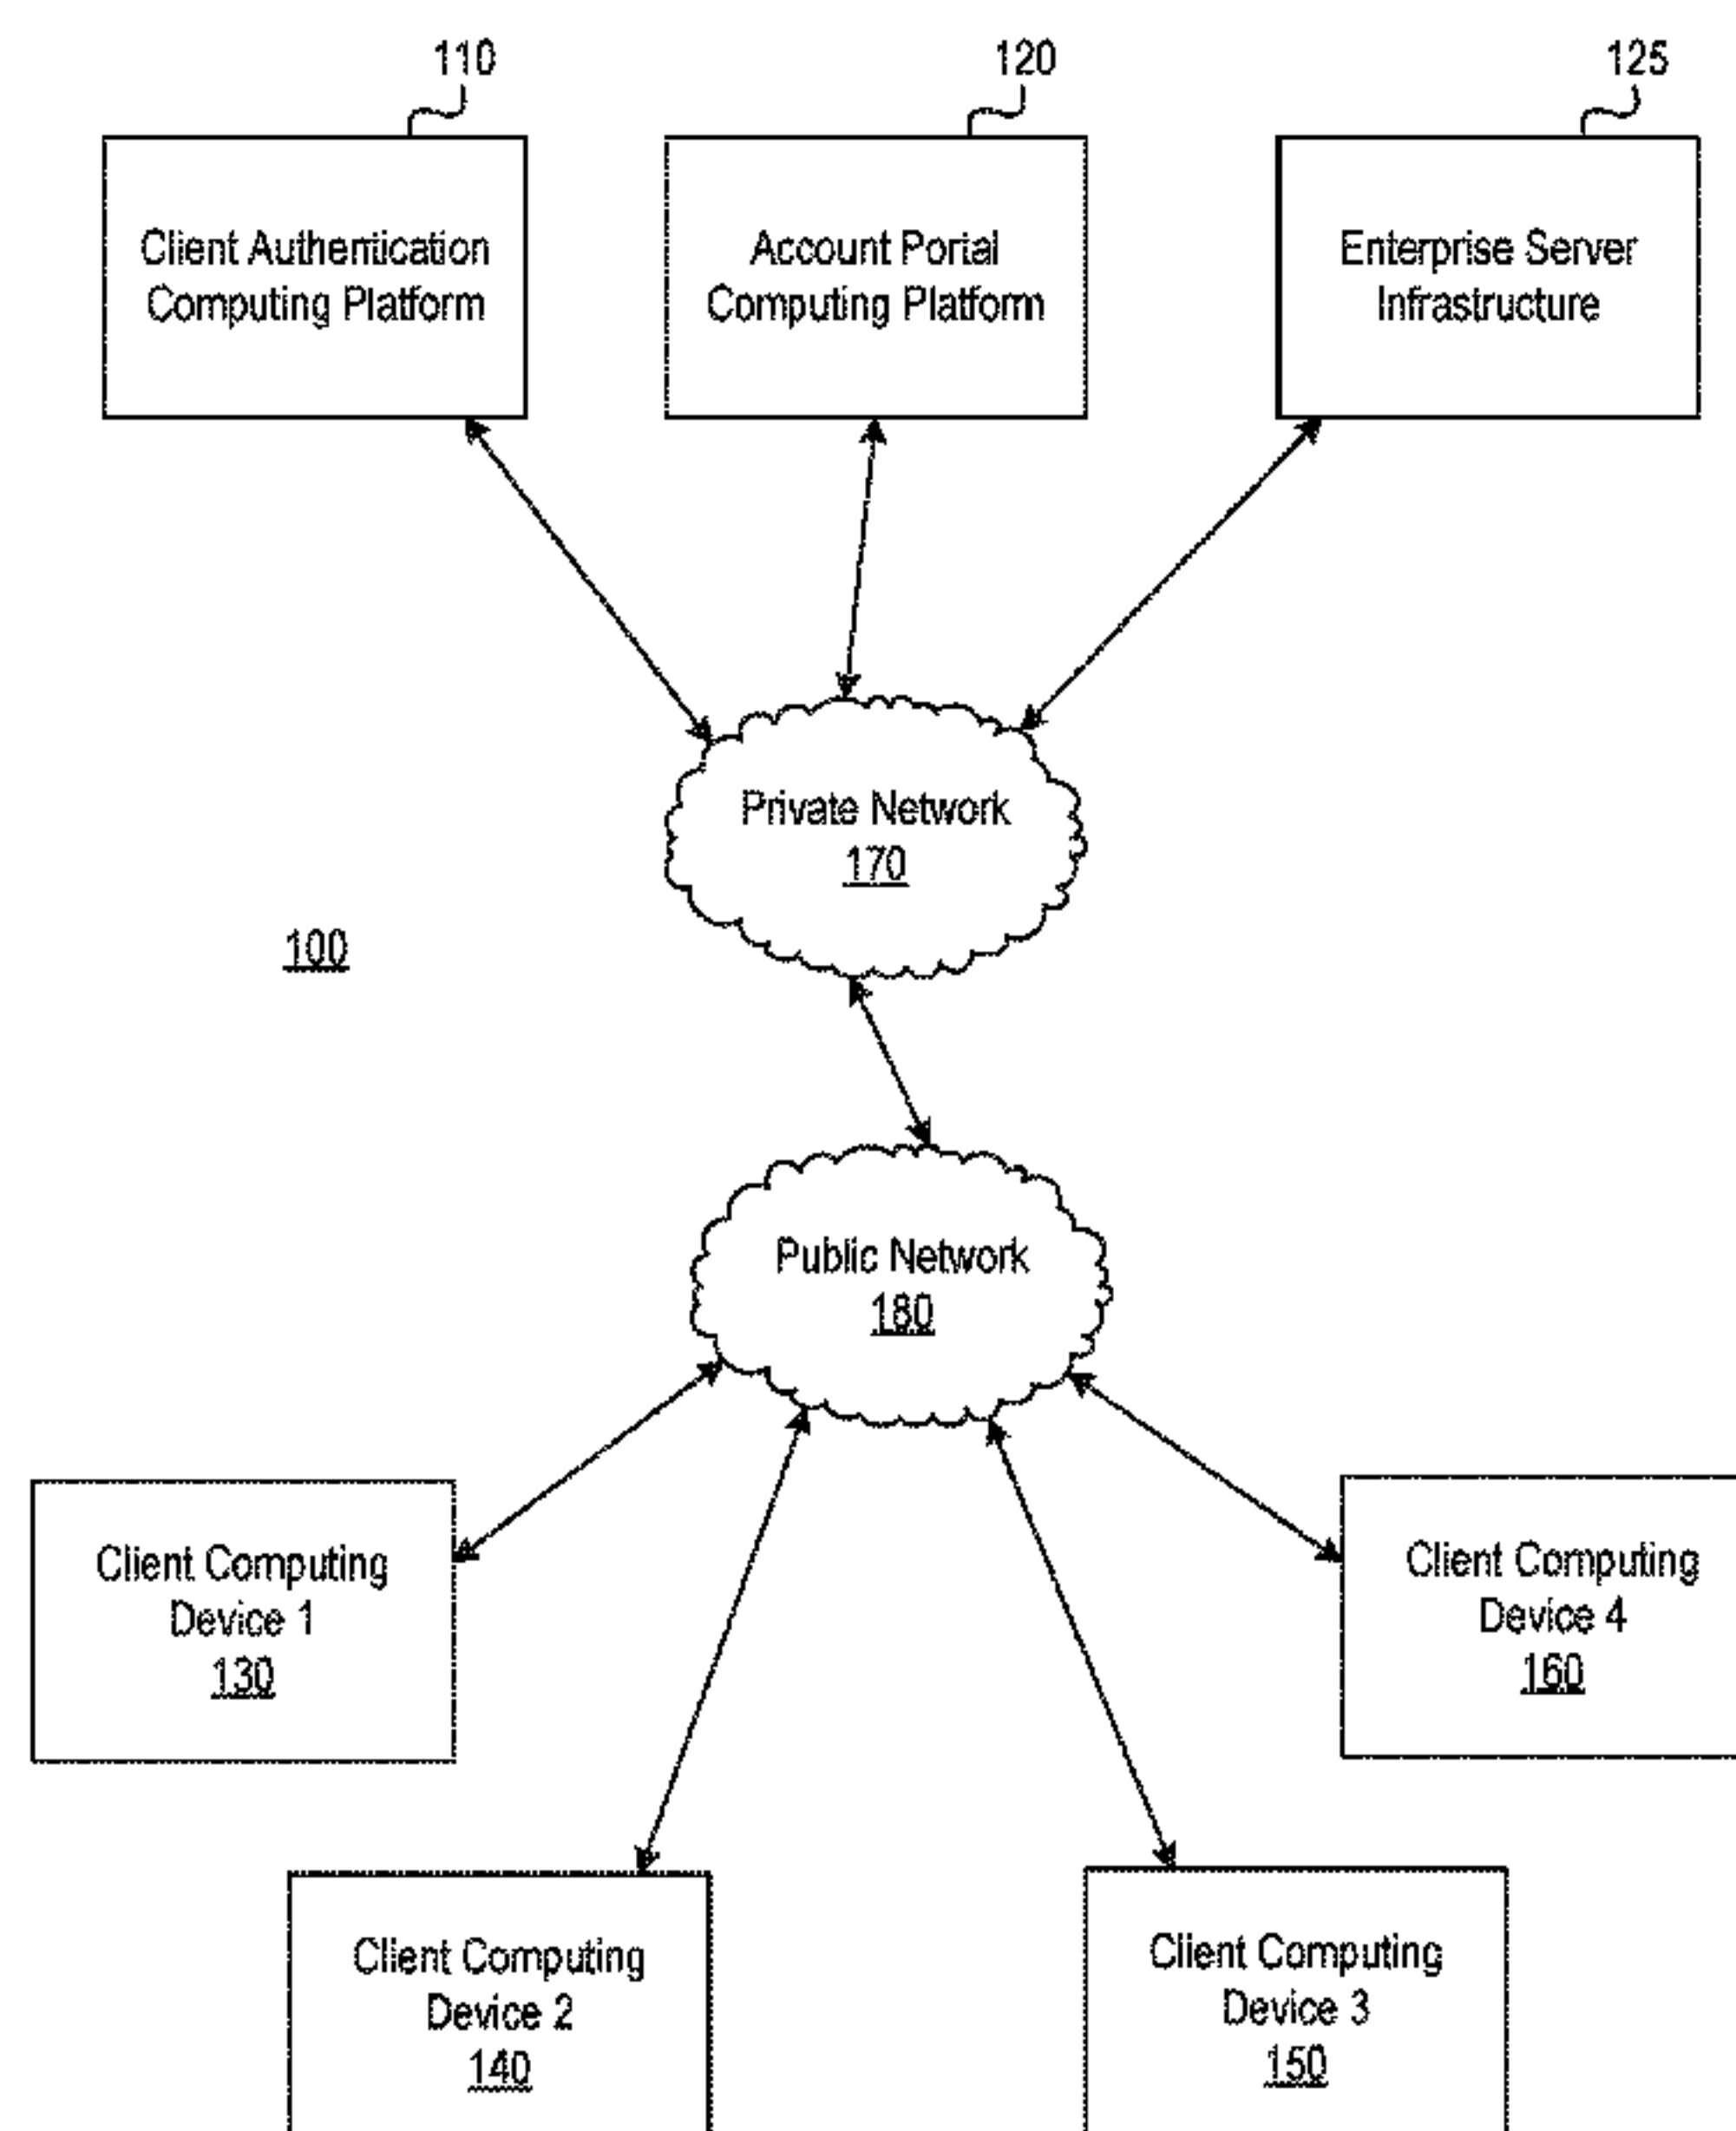 110
120
125
Client Authentication
Computing Platform
Account Portal
Computing Platform
Enterprise Server
Infrastructure
Private Network
170
100
Public Network
180
Client Computing
Device 1
130
Client Computing
Device 4
160
Client Computing
Device 2
140
Client Computing
Device 3
150